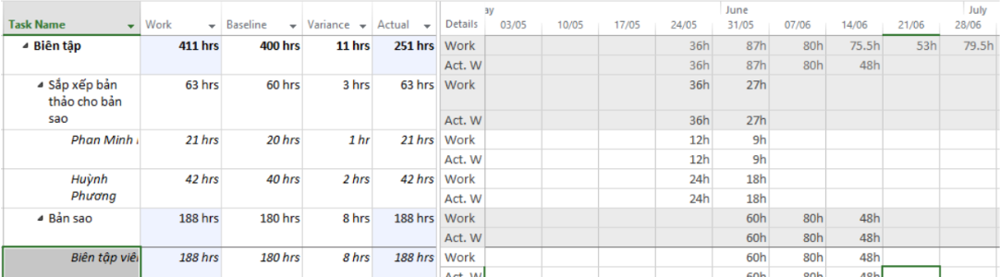 ay June July
Task Name Work Baseline Variance Actual Details 03/05 10/05 17/05 24/05 31/05 07/06 14/06 21/06 28/06
Biên tập 411 hrs 400 hrs 11 hrs 251 hrs Work 36h 87h 80h 75.5h 53h 79.5h
Act. W 36h 87h 80h 48h
Sắp xếp bản 63 hrs 60 hrs 3 hrs 63 hrs Work 36h 27h
thảo cho bản
sao
Act. W 36h 27h
Phan Minh 21 hrs 20 hrs 1 hr 21 hrs Work 12h 9h
Act. W 12h 9h
Huỳnh 42 hrs 40 hrs 2 hrs 42 hrs Work 24h 18h
Phương Act. W 24h 18h
Bản sao 188 hrs 180 hrs 8 hrs 188 hrs Work 60h 80h 48h
Act. W 60h 80h 48h
Biên tập viê 188 hrs 180 hrs 8 hrs 188 hrs Work 60h 80h 48h
Act. W 60h 80h 48h